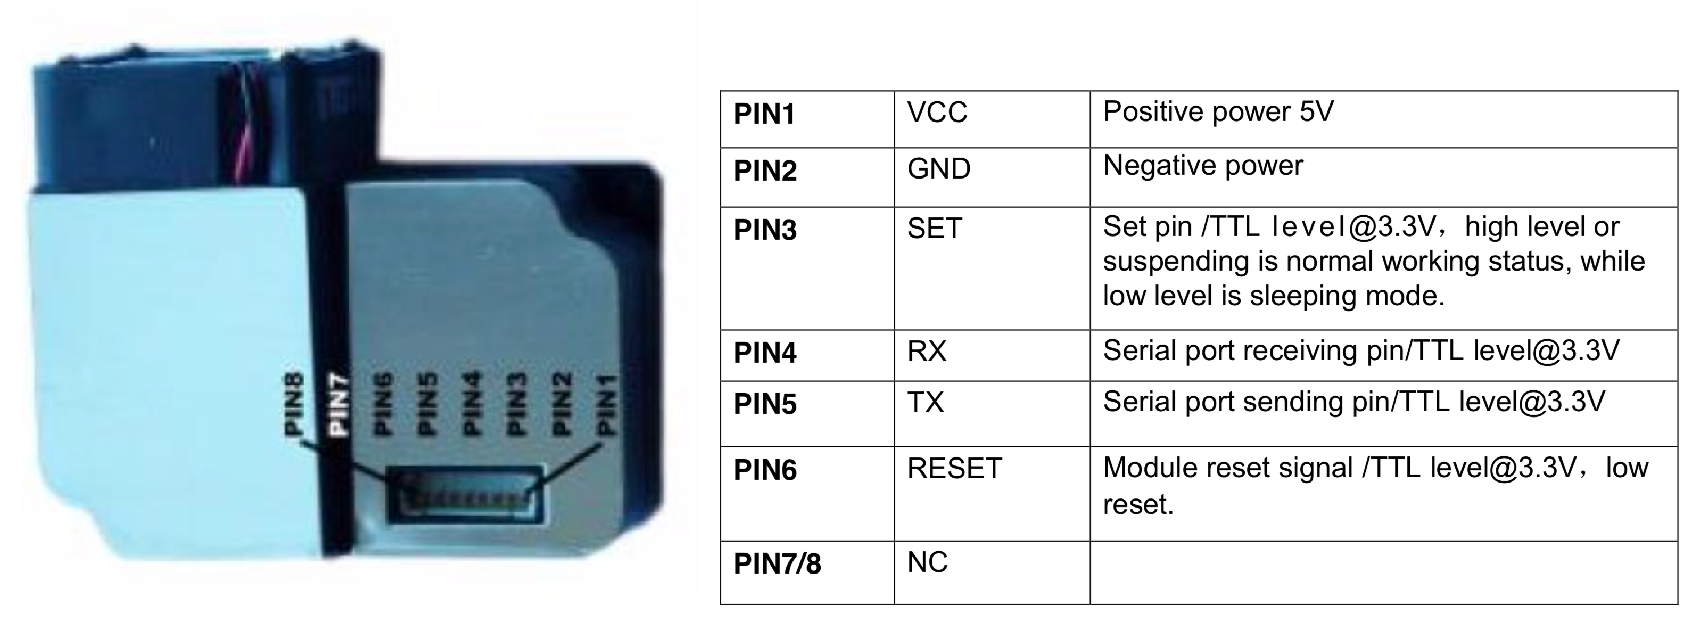 PIN8
PIN7
PIN6
PIN5
PIN4
PIN3
PIN2
PIN1
PIN1 VCC Positive power 5V
PIN2 GND Negative power
PIN3 SET Set pin /TTL level@3.3V，high level or
suspending is normal working status, while
low level is sleeping mode.
PIN4 RX Serial port receiving pin/TTL level@3.3V
PIN5 TX Serial port sending pin/TTL level@3.3V
PIN6 RESET Module reset signal /TTL level@3.3V，low
reset.
PIN7/8 NC